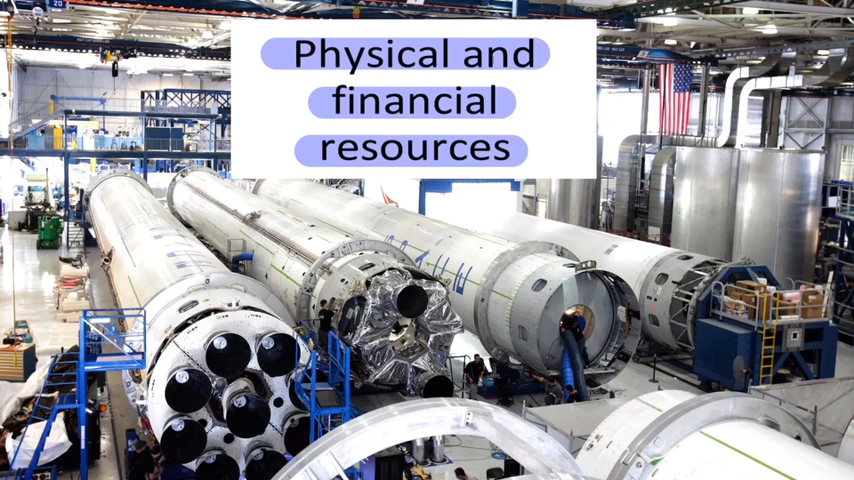 Physical and
financial
resources